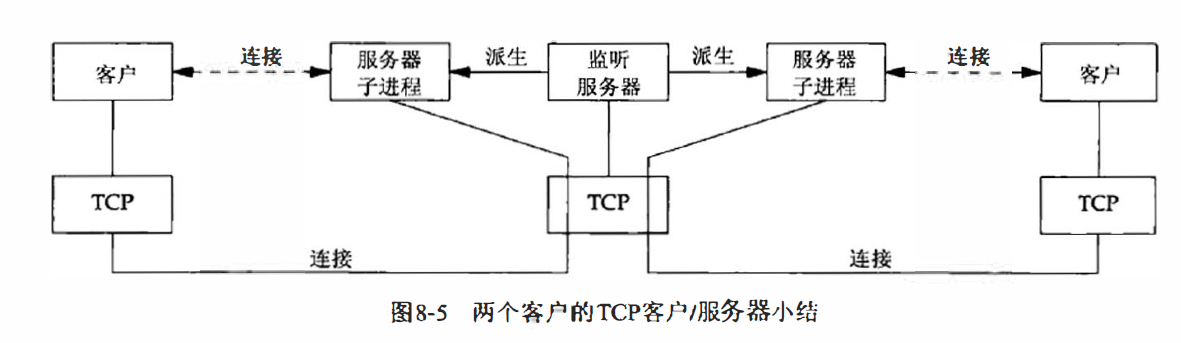 客户
连接
服务器
子进程
派生
监听
服务器
派生
服务器
子进程
连接
客户
TCP
TCP
TCP
连接
连接
图8-5 两个客户的TCP客户/服务器小结